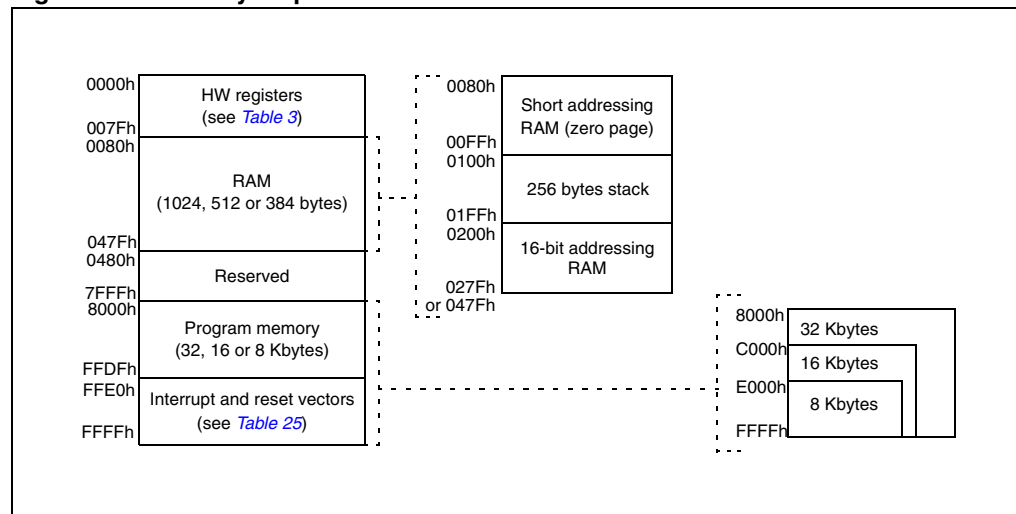 0000h
HW registers
(see Table 3)
007Fh
0080h
RAM
(1024, 512 or 384 bytes)
047Fh
0480h
Reserved
7FFFh
8000h
Program memory
(32, 16 or 8 Kbytes)
FFDFh
FFE0h
Interrupt and reset vectors
(see Table 25)
FFFFh
0080h
Short addressing
RAM (zero page)
00FFh
0100h
256 bytes stack
01FFh
0200h
16-bit addressing
RAM
027Fh
or 047Fh
8000h
32 Kbytes
C000h
16 Kbytes
E000h
8 Kbytes
FFFFh